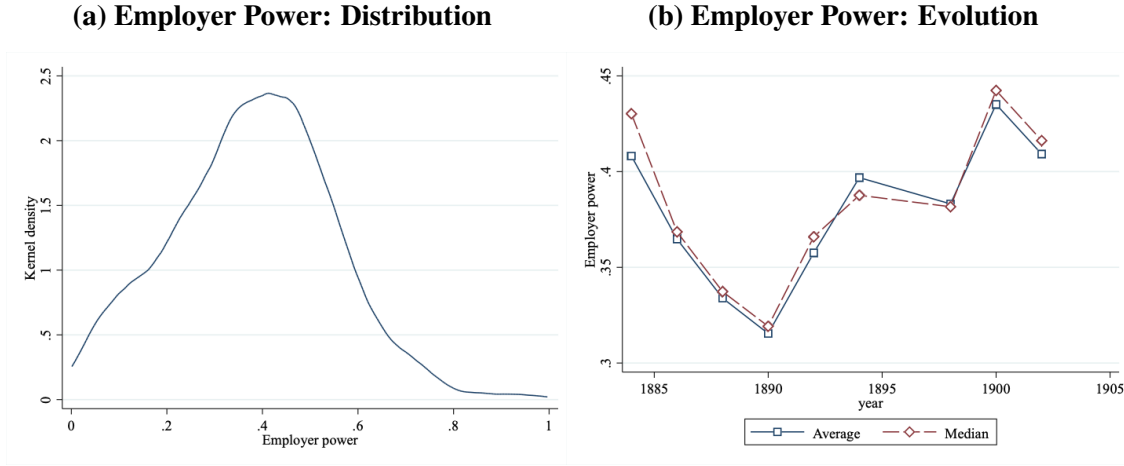 (a) Employer Power: Distribution
Kernel density
2.5
2
1.5
1
.5
0
0 .2 .4 .6 .8 1
Employer power
(b) Employer Power: Evolution
Employer power
.45
.4
.35
.3
1885 1890 1895 1900 1905
year
Average Median